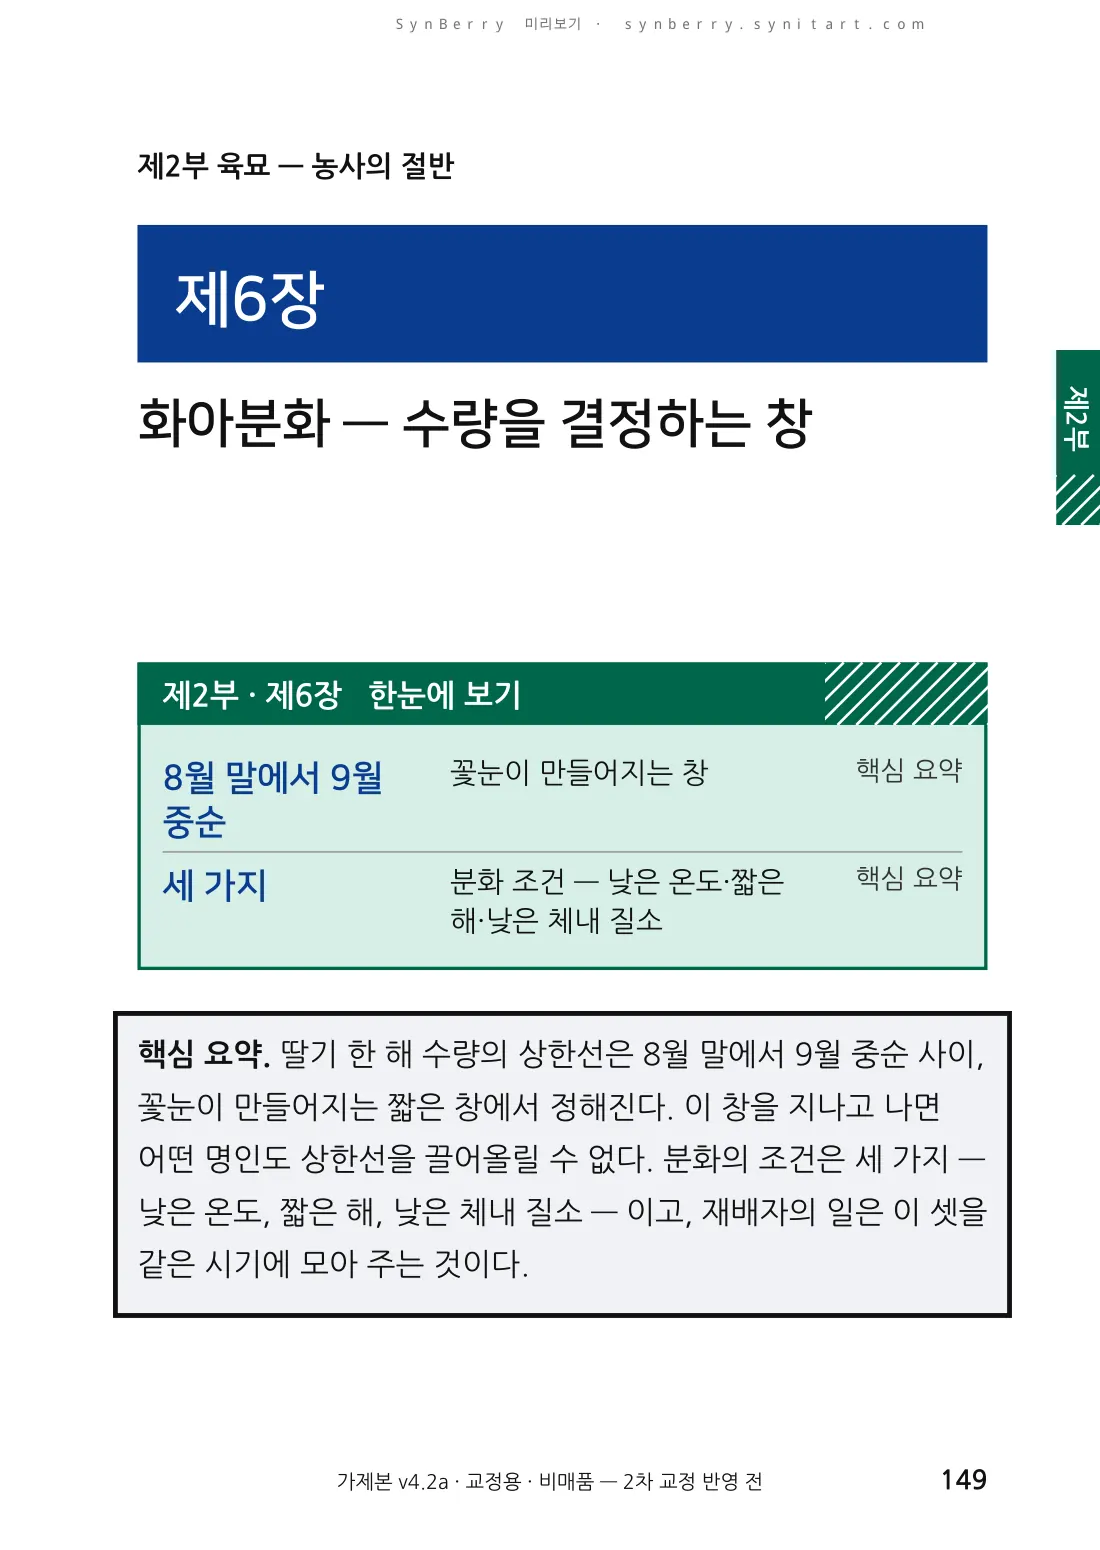 SynBerry 미리보기 · synberry.synitart.com
제2부 육묘 — 농사의 절반
제6장
화아분화 — 수량을 결정하는 창
제2부
제2부 · 제6장 한눈에 보기
8월 말에서 9월 중순
꽃눈이 만들어지는 창
핵심 요약
세 가지
분화 조건 — 낮은 온도·짧은
해·낮은 체내 질소
핵심 요약
핵심 요약. 딸기 한 해 수량의 상한선은 8월 말에서 9월 중순 사이,
꽃눈이 만들어지는 짧은 창에서 정해진다. 이 창을 지나고 나면
어떤 명인도 상한선을 끌어올릴 수 없다. 분화의 조건은 세 가지 —
낮은 온도, 짧은 해, 낮은 체내 질소 — 이고, 재배자의 일은 이 셋을
같은 시기에 모아 주는 것이다.
가제본 v4.2a · 교정용 · 비매품 — 2차 교정 반영 전
149